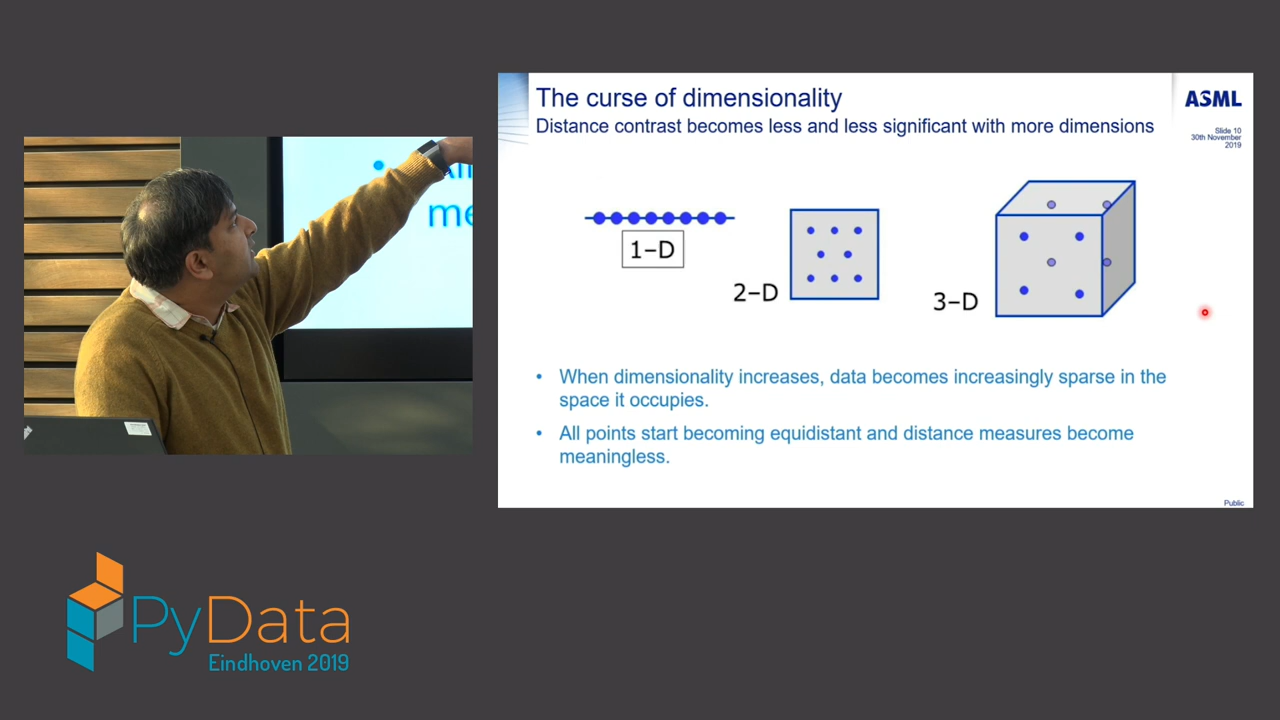 The curse of dimensionality
Distance contrast becomes less and less significant with more dimensions
ASML
Slide 10
30th November
2019
1-D
2-D
3-D
• When dimensionality increases, data becomes increasingly sparse in the
space it occupies.
• All points start becoming equidistant and distance measures become
meaningless.
Public
PyData
Eindhoven 2019